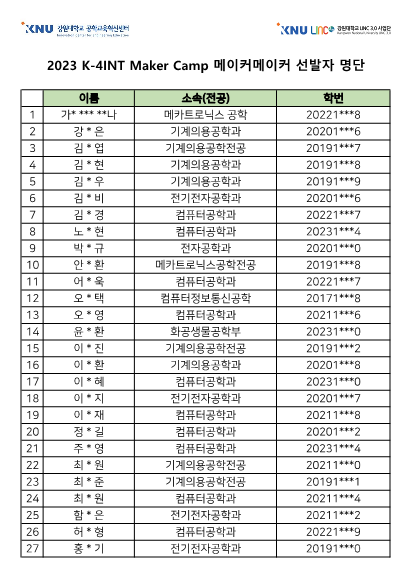 KNU 강원대학교 공학교육혁신센터
KNU LINC 3.0 강원대학교 LINC 3.0 사업단
2023 K-4INT Maker Camp 메이커메이커 선발자 명단
이름 소속(전공) 학번
1 가* *** **나 메카트로닉스 공학 20221***8
2 강 * 은 기계의용공학과 20201***6
3 김 * 엽 기계의용공학전공 20191***7
4 김 * 현 기계의용공학과 20191***8
5 김 * 우 기계의용공학과 20191***9
6 김 * 비 전기전자공학과 20201***6
7 김 * 경 컴퓨터공학과 20221***7
8 노 * 현 컴퓨터공학과 20231***4
9 박 * 규 전자공학과 20201***0
10 안 * 환 메카트로닉스공학전공 20191***8
11 어 * 욱 컴퓨터공학과 20221***7
12 오 * 택 컴퓨터정보통신공학 20171***8
13 오 * 영 컴퓨터공학과 20211***6
14 윤 * 환 화공생물공학부 20231***0
15 이 * 진 기계의용공학전공 20191***2
16 이 * 환 기계의용공학과 20201***8
17 이 * 혜 컴퓨터공학과 20231***0
18 이 * 지 전기전자공학과 20201***7
19 이 * 재 컴퓨터공학과 20211***8
20 정 * 길 컴퓨터공학과 20201***2
21 주 * 영 컴퓨터공학과 20231***4
22 최 * 원 기계의용공학전공 20211***0
23 최 * 준 기계의용공학전공 20191***1
24 최 * 원 컴퓨터공학과 20211***4
25 함 * 은 전기전자공학과 20211***2
26 허 * 형 컴퓨터공학과 20221***9
27 홍 * 기 전기전자공학과 20191***0